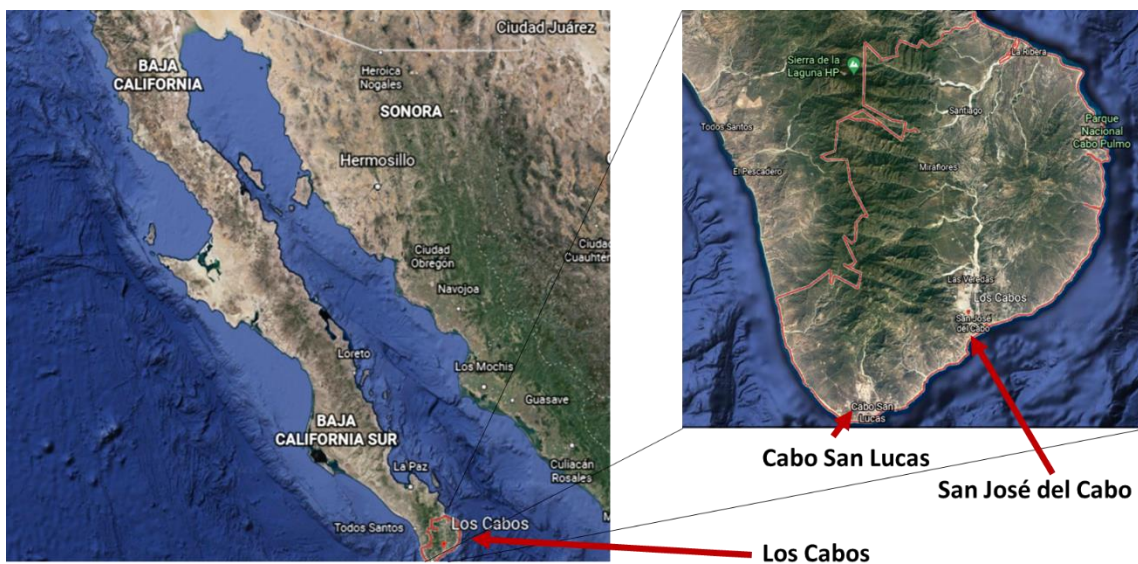 Ciudad Juárez
BAJA
CALIFORNIA
Heroica
Nogales
SONORA
Hermosillo
Ciudad
Obregón
Navojoa
Ciudad
Loreto
Los Mochis
Guasave
BAJA
CALIFORNIA SUR
La Paz
Culiacán
Rosales
Todos Santos
Los Cabos
La Ribera
Sierra de la
Laguna HP
Santiago
Todos Santos
Parque
Nacional
Cabo Pulmo
El Pescadero
Miraflores
Las Veredas
Los Cabos
San José
del Cabo
Cabo San
Lucas
Cabo San Lucas
San José del Cabo
Los Cabos